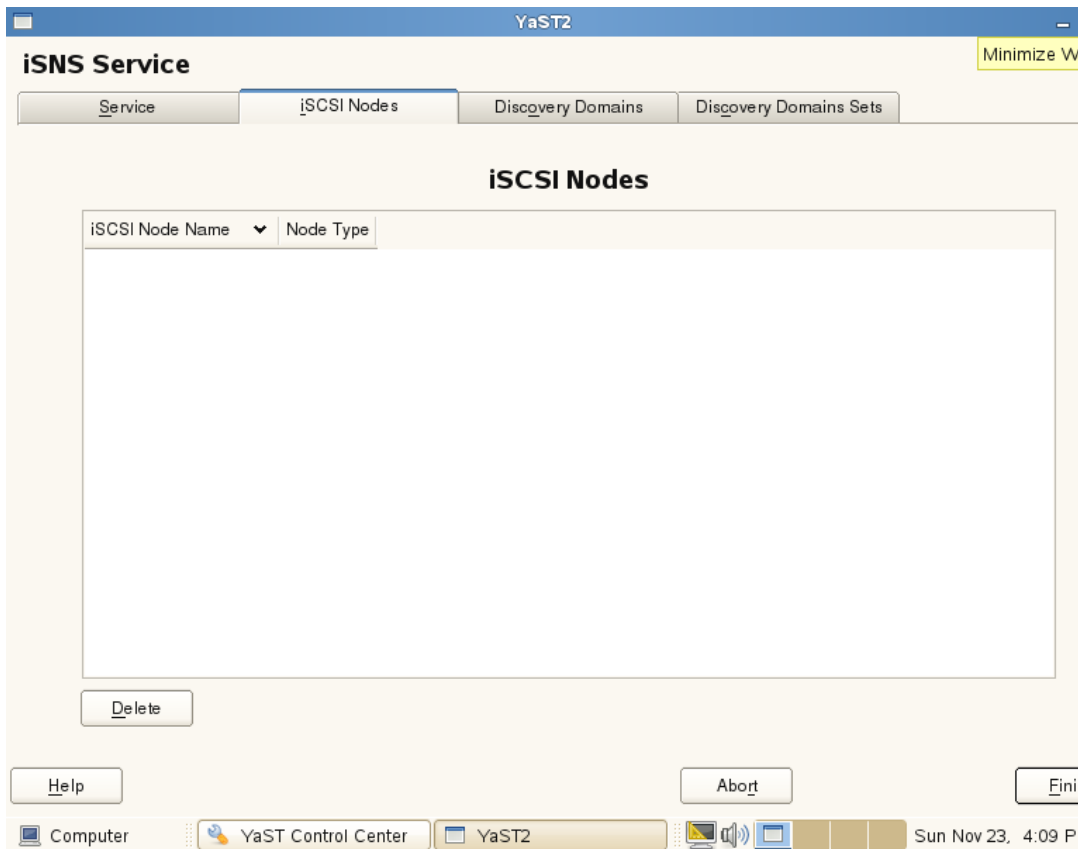 YaST2
Minimize W
iSNS Service
Service
iSCSI Nodes
Discovery Domains
Discovery Domains Sets
iSCSI Nodes
iSCSI Node Name
Node Type
Delete
Help
Abort
Fini
Computer
YaST Control Center
YaST2
Sun Nov 23, 4:09 P